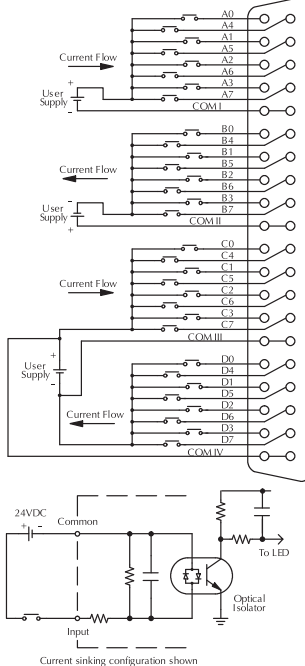 A0
A4
A1
A5
A2
A6
A3
A7
COM I
Current Flow
+
User
Supply
-
B0
B4
B1
B5
B2
B6
B3
B7
COM II
Current Flow
-
User
Supply
+
C0
C4
C1
C5
C2
C6
C3
C7
COM III
Current Flow
+
User
Supply
-
D0
D4
D1
D5
D2
D6
D3
D7
COM IV
Current Flow
24VDC
+ -
Common
To LED
Optical
Isolator
Input
Current sinking configuration shown